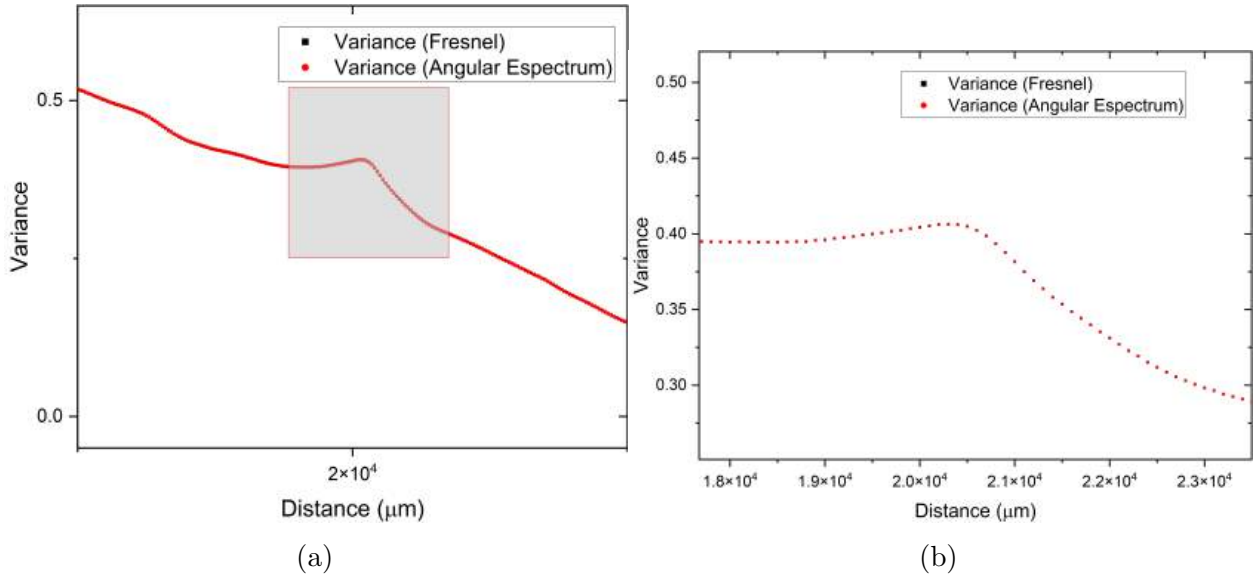 Variance (Fresnel)
Variance (Angular Espectrum)
0.5
0.0
Variance
2×10⁴
Distance (μm)
(a)
Variance (Fresnel)
Variance (Angular Espectrum)
0.50
0.45
0.40
0.35
0.30
Variance
1.8×10⁴ 1.9×10⁴ 2.0×10⁴ 2.1×10⁴ 2.2×10⁴ 2.3×10⁴
Distance (μm)
(b)